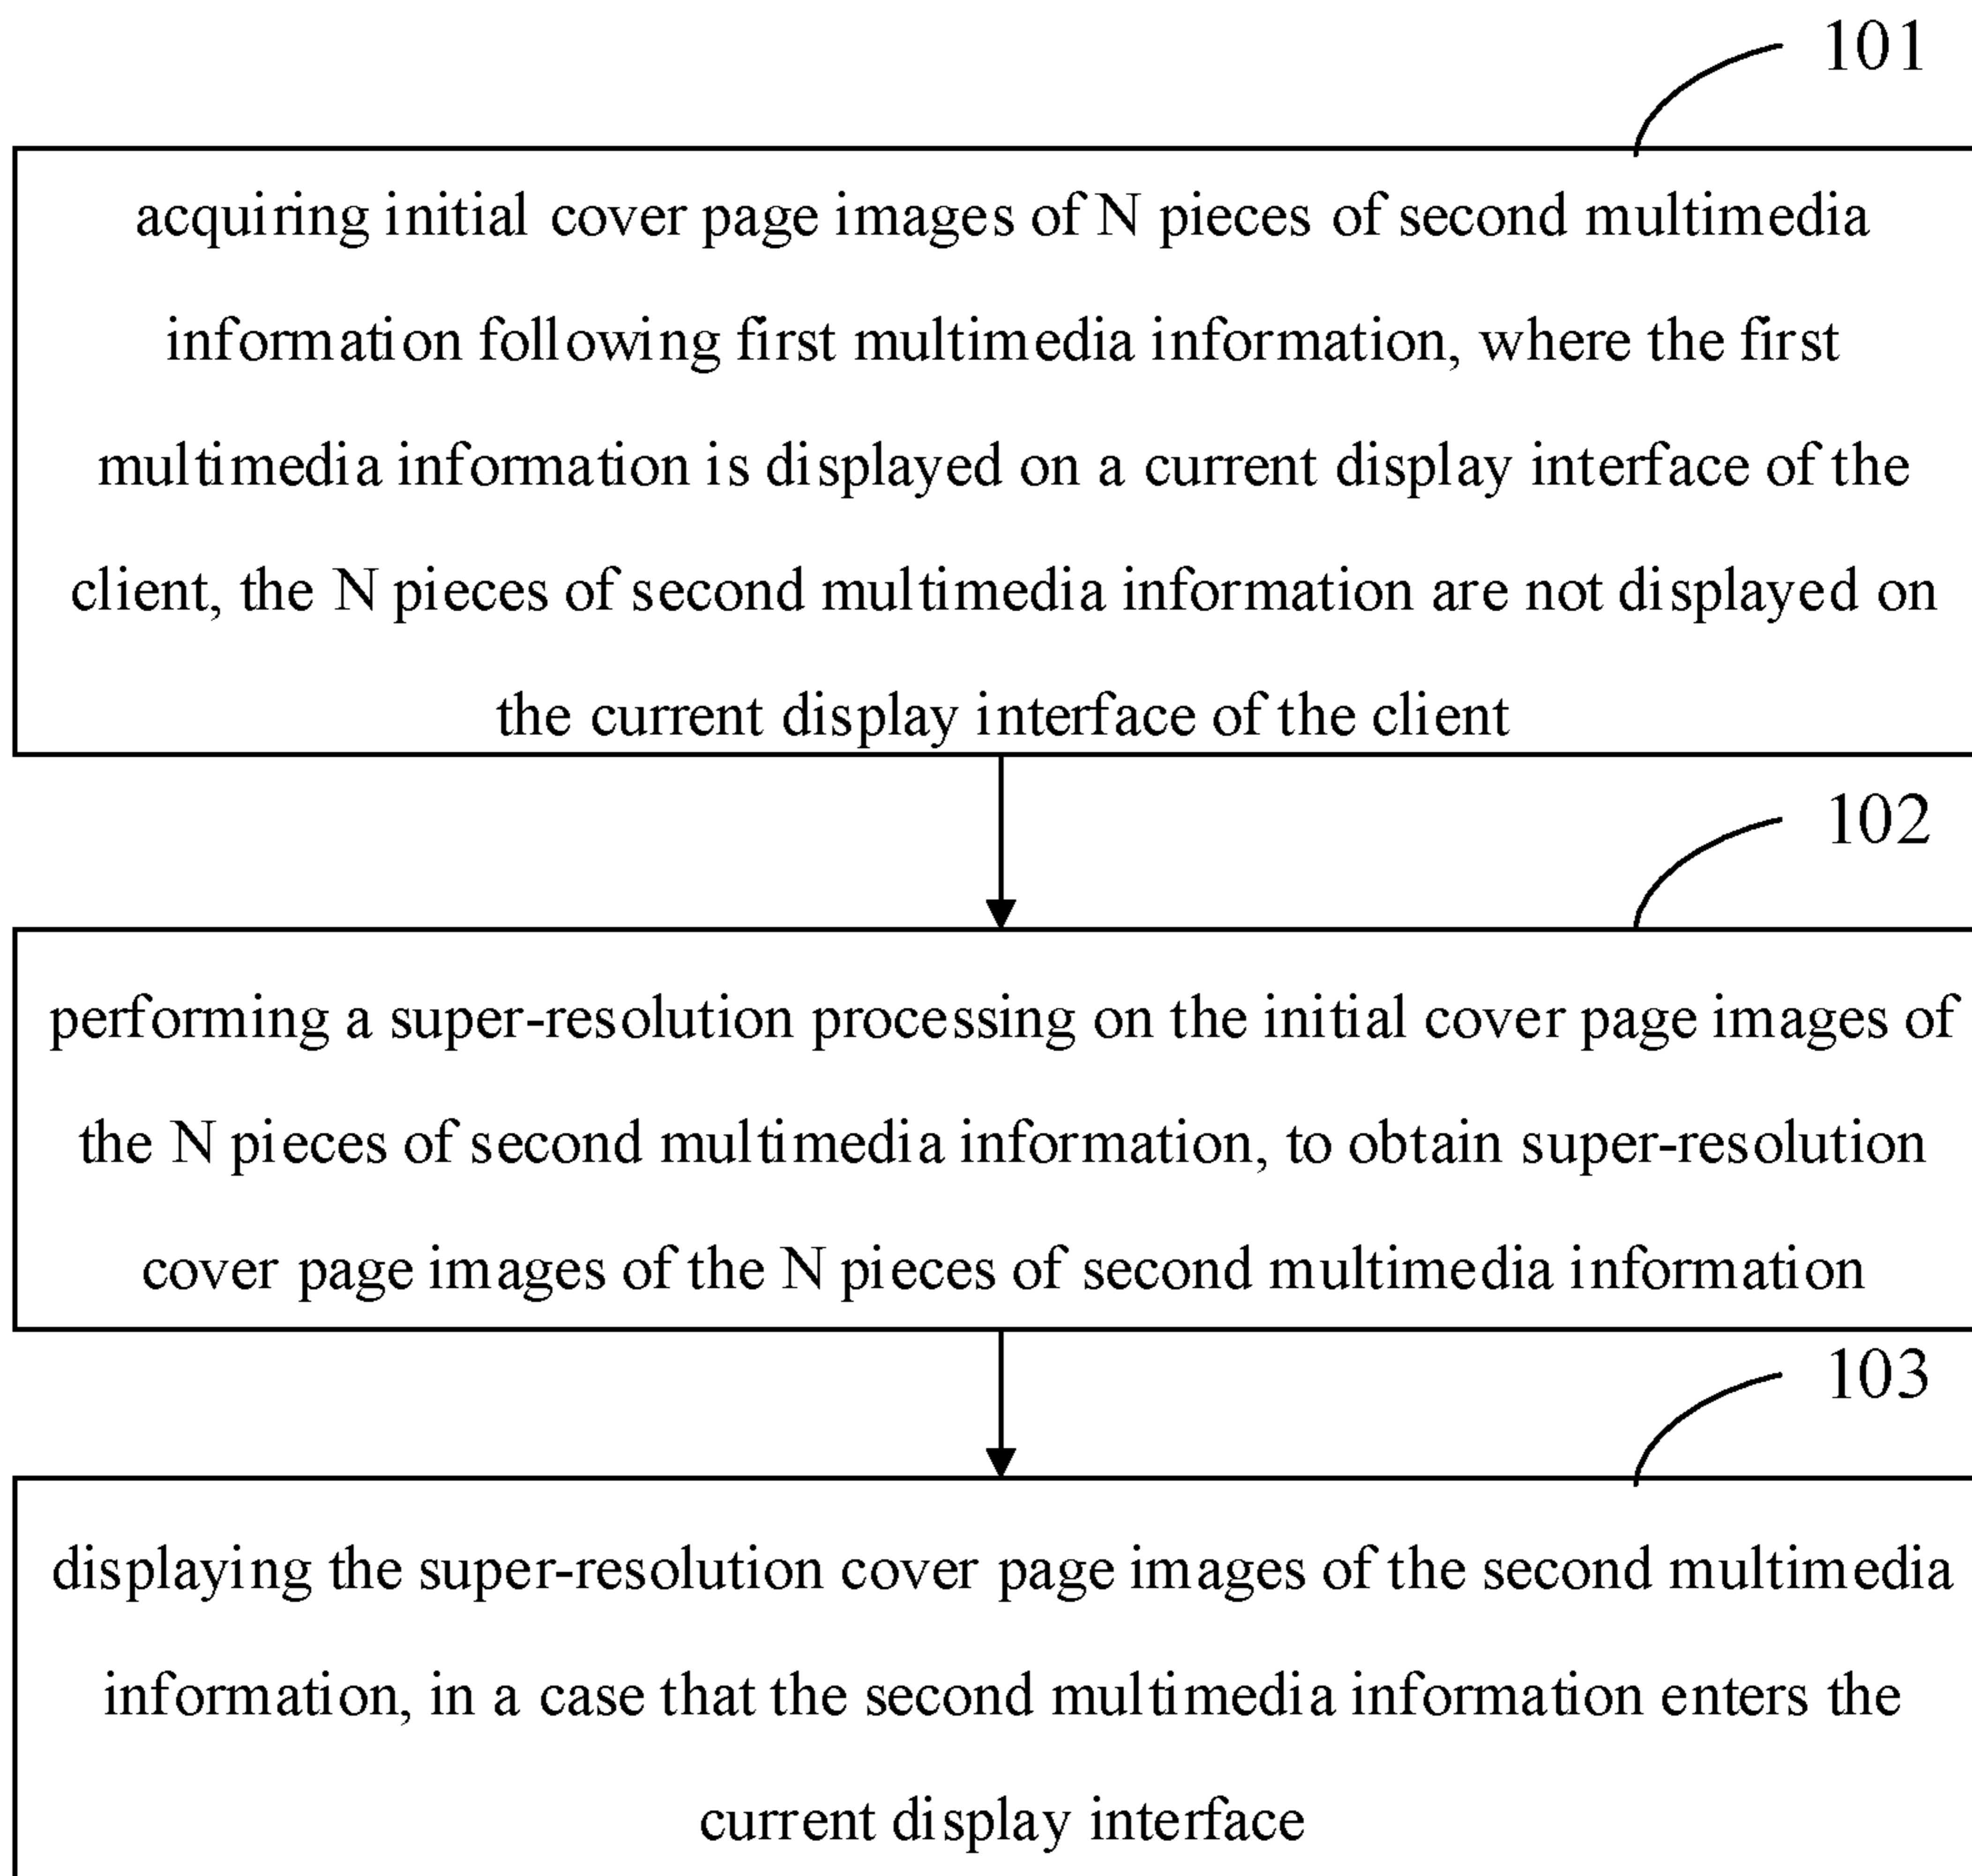 101
acquiring initial cover page images of N pieces of second multimedia
information following first multimedia information, where the first
multimedia information is displayed on a current display interface of the
client, the N pieces of second multimedia information are not displayed on
the current display interface of the client
102
performing a super-resolution processing on the initial cover page images of
the N pieces of second multimedia information, to obtain super-resolution
cover page images of the N pieces of second multimedia information
103
displaying the super-resolution cover page images of the second multimedia
information, in a case that the second multimedia information enters the
current display interface